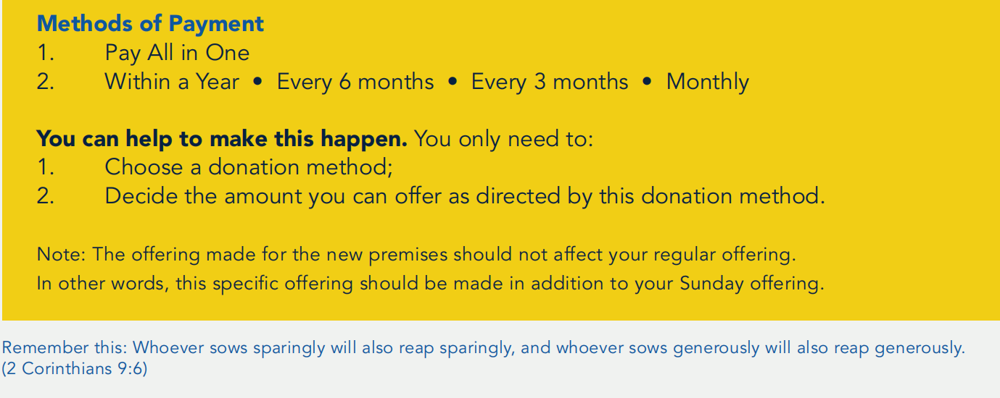 Methods of Payment
1. Pay All in One
2. Within a Year • Every 6 months • Every 3 months • Monthly
You can help to make this happen. You only need to:
1. Choose a donation method;
2. Decide the amount you can offer as directed by this donation method.
Note: The offering made for the new premises should not affect your regular offering.
In other words, this specific offering should be made in addition to your Sunday offering.
Remember this: Whoever sows sparingly will also reap sparingly, and whoever sows generously will also reap generously.
(2 Corinthians 9:6)